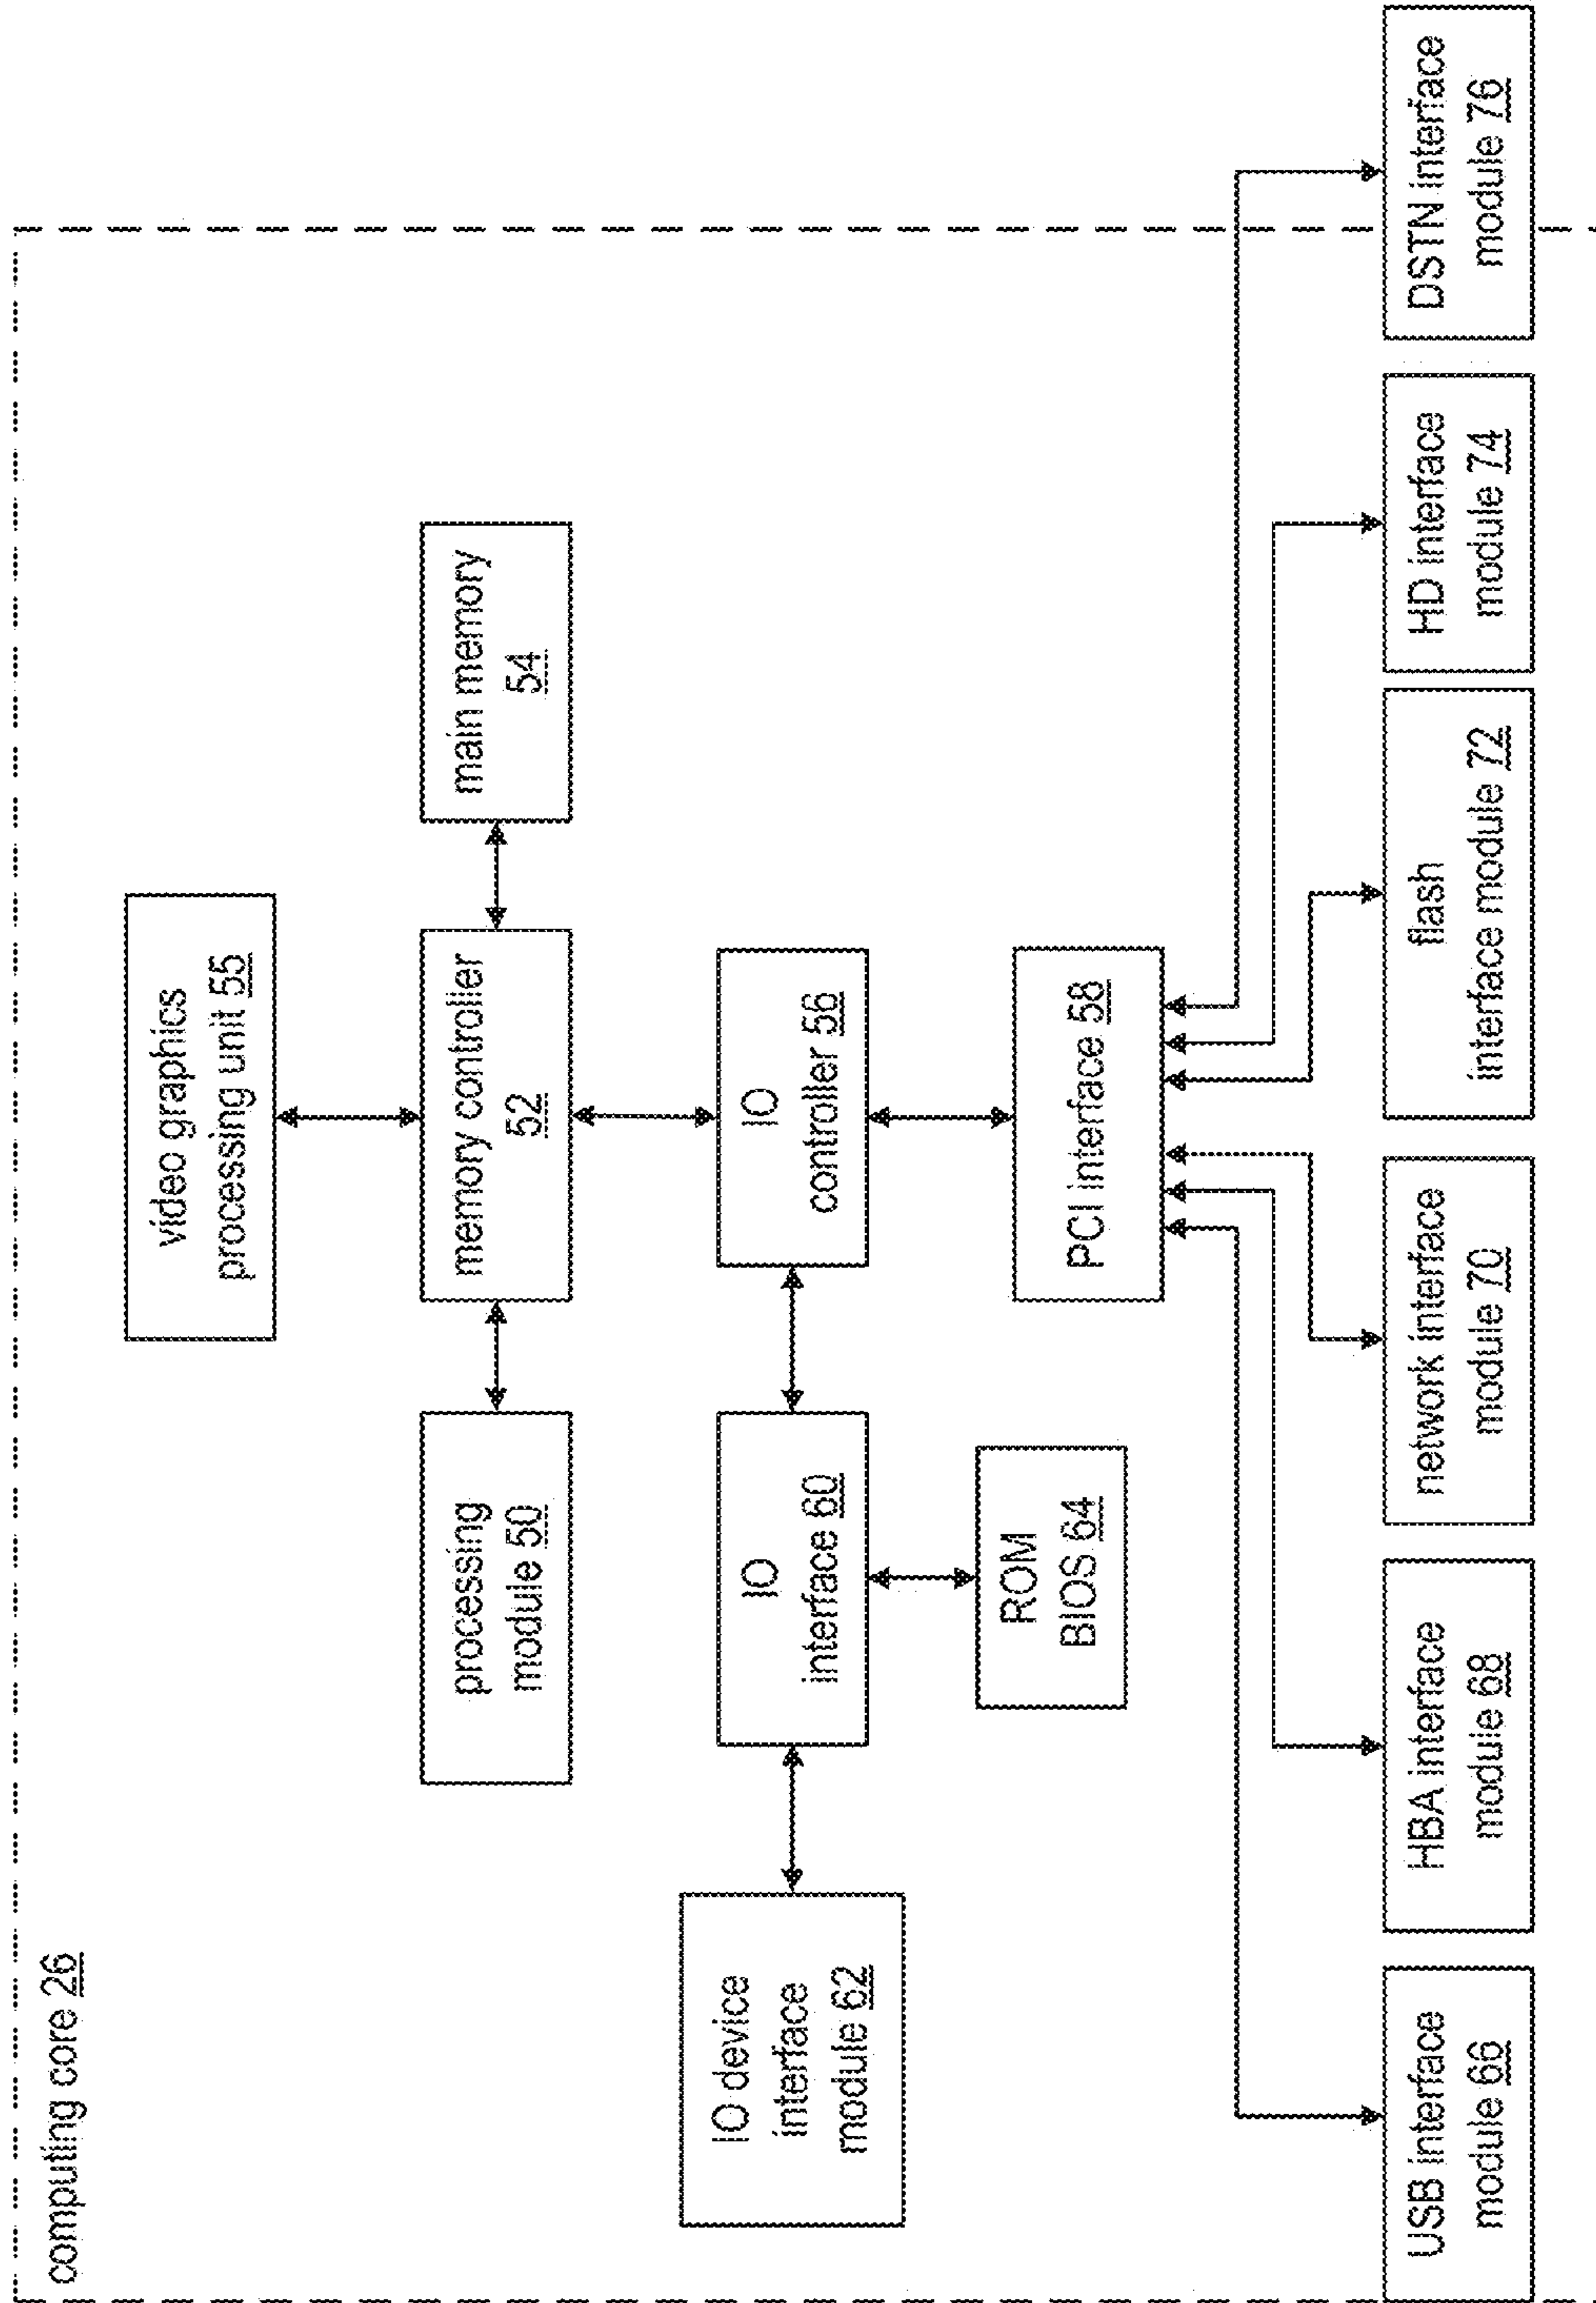 computing core 26
video graphics
processing unit 55
processing
module 50
memory controller
52
main memory
54
IO device
interface
module 62
IO
interface 60
IO
controller 56
ROM
BIOS 64
PCI interface 58
USB interface
module 66
HBA interface
module 68
network interface
module 70
flash
interface module 72
HD interface
module 74
DSTN interface
module 76